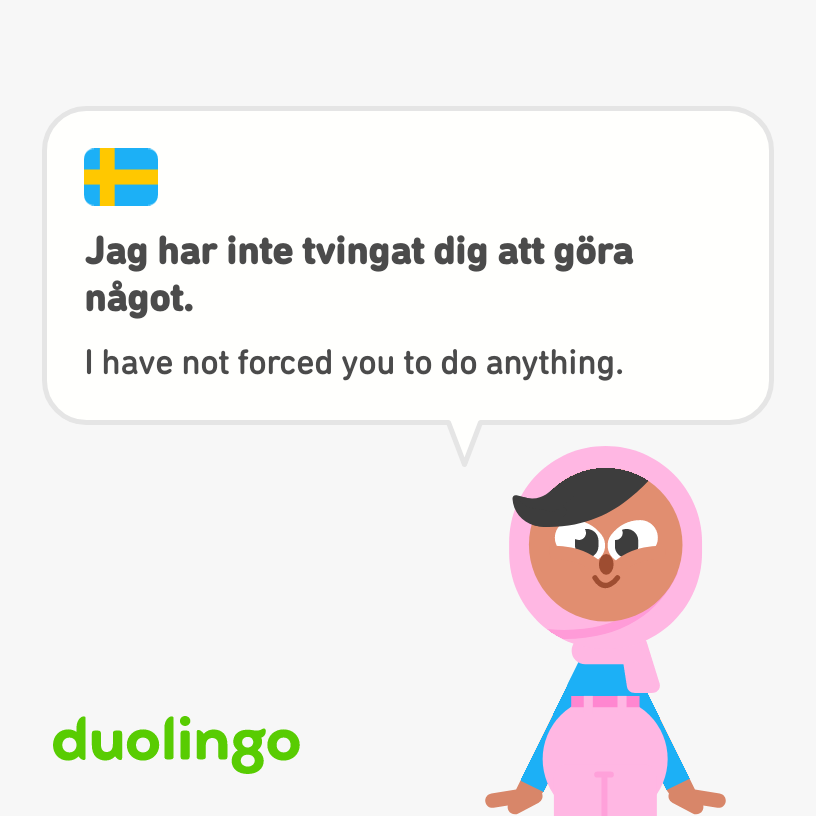 Jag har inte tvingat dig att göra
något.
I have not forced you to do anything.
duolingo